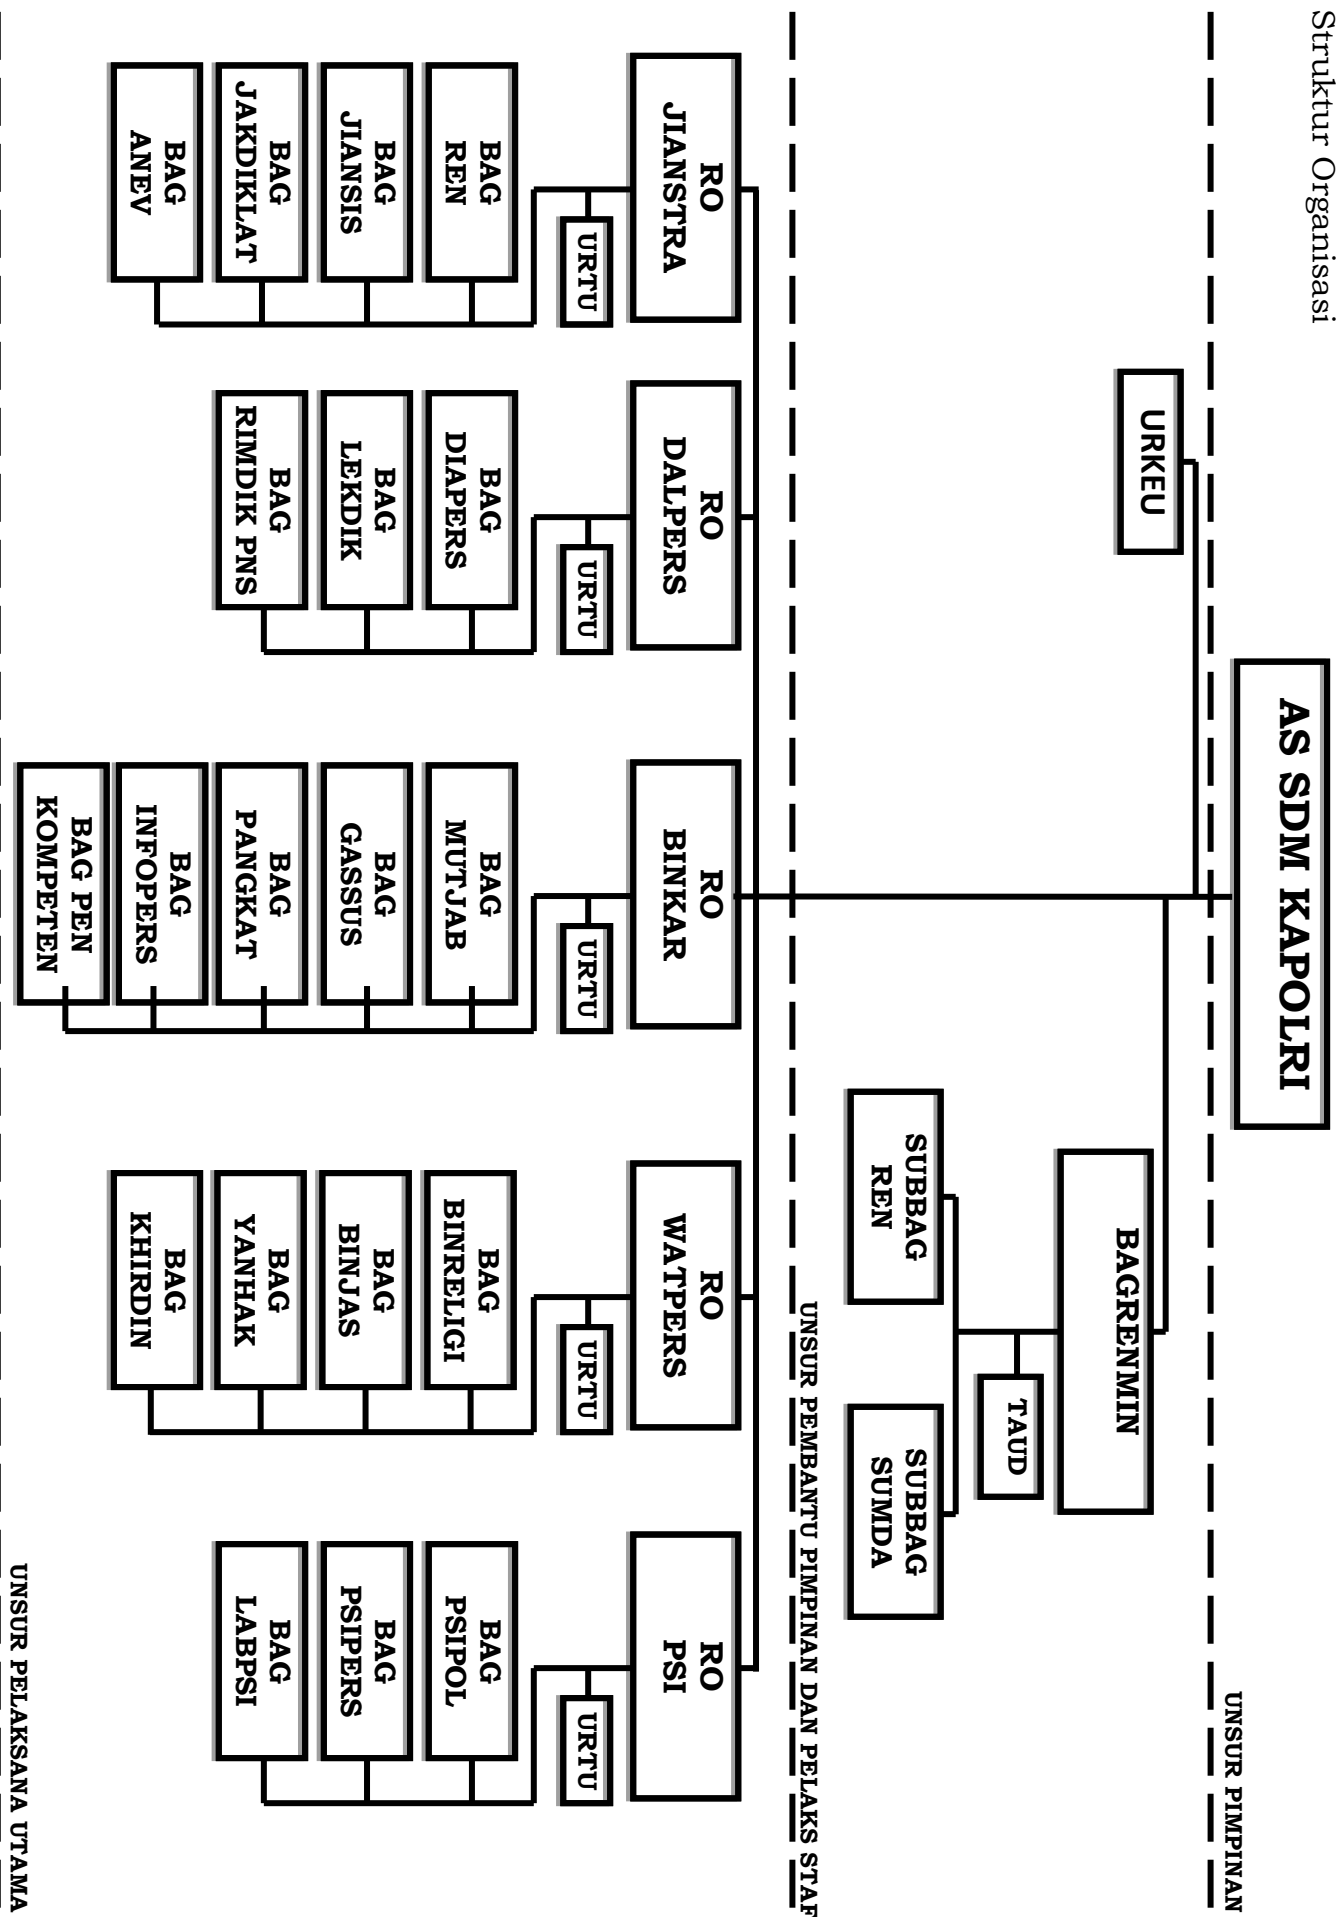 Struktur Organisasi
AS SDM KAPOLRI
UNSUR PIMPINAN
URKEU
BAGRENMIN
TAUD
SUBBAG
REN
SUBBAG
SUMDA
UNSUR PEMBANTU PIMPINAN DAN PELAKS STAF
RO
JIANSTRA
URTU
BAG
REN
BAG
JIANSIS
BAG
JAKDIKLAT
BAG
ANEV
RO
DALPERS
URTU
BAG
DIAPERS
BAG
LEKDIK
BAG
RIMDIK PNS
RO
BINKAR
URTU
BAG
MUTJAB
BAG
GASSUS
BAG
PANGKAT
BAG
INFOPERS
BAG PEN
KOMPETEN
RO
WATPERS
URTU
BAG
BINRELIGI
BAG
BINJAS
BAG
YANHAK
BAG
KHIRDIN
RO
PSI
URTU
BAG
PSIPOL
BAG
PSIPERS
BAG
LABPSI
UNSUR PELAKSANA UTAMA